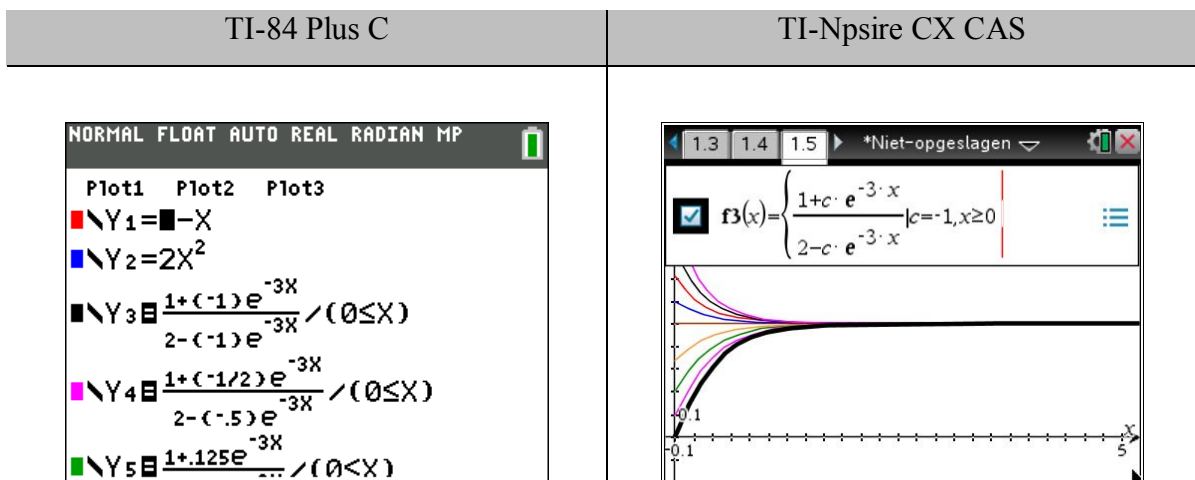 TI-84 Plus C
TI-Npsire CX CAS
NORMAL FLOAT AUTO REAL RADIAN MP
Plot1 Plot2 Plot3
\Y1=■-X
\Y2=2X²
\Y3=(1+(-1)e^-3X)/(2-(-1)e^-3X)/(0≤X)
\Y4=(1+(-1/2)e^-3X)/(2-(-.5)e^-3X)/(0≤X)
\Y5=1+.125e^-3X/(0<X)
1.3 1.4 1.5 *Niet-opgeslagen
f3(x)={(1+c·e^-3·x)/(2-c·e^-3·x)|c=-1,x≥0
0.1
-0.1
x
5